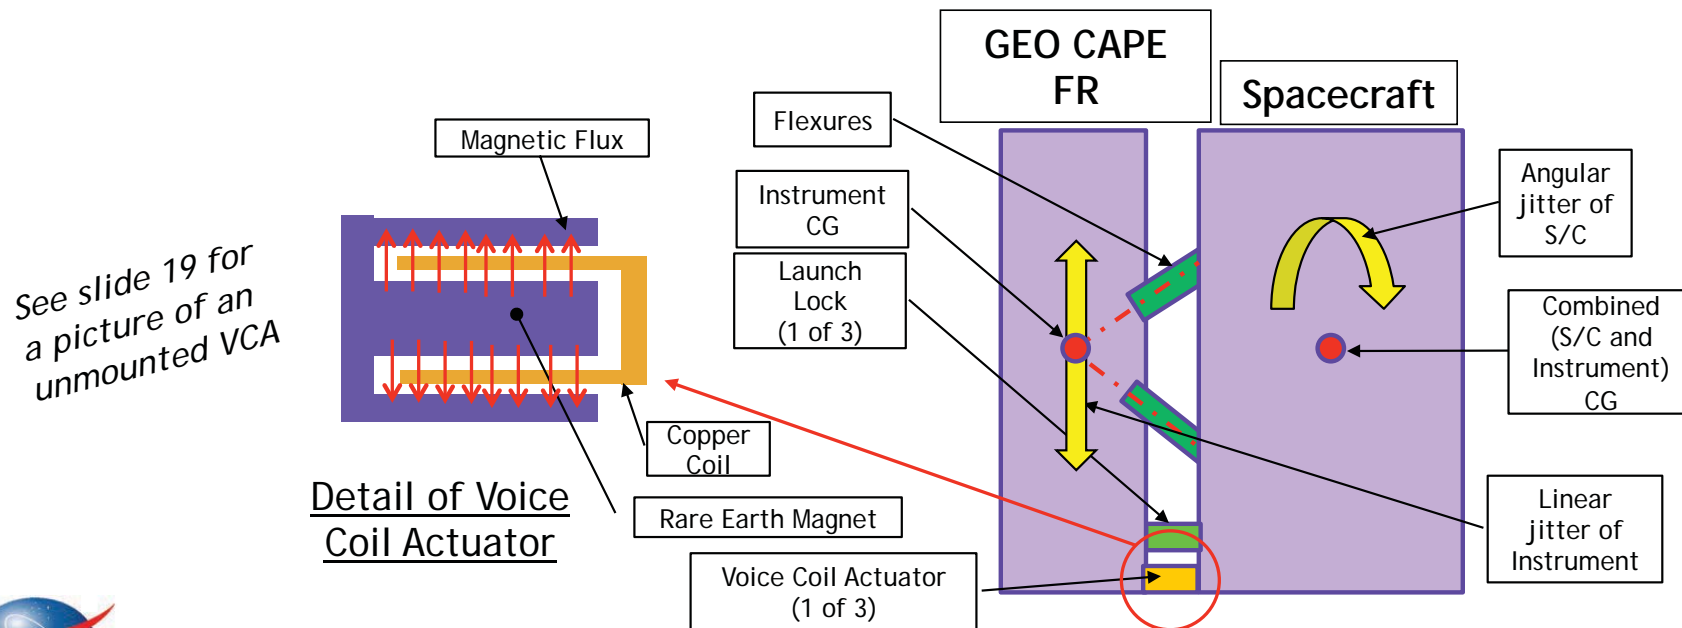 GEO CAPE
FR
Spacecraft
Flexures
Magnetic Flux
Instrument
CG
Launch
Lock
(1 of 3)
Angular
jitter of
S/C
Combined
(S/C and
Instrument)
CG
Linear
jitter of
Instrument
See slide 19 for
a picture of an
unmounted VCA
Copper
Coil
Rare Earth Magnet
Detail of Voice
Coil Actuator
Voice Coil Actuator
(1 of 3)